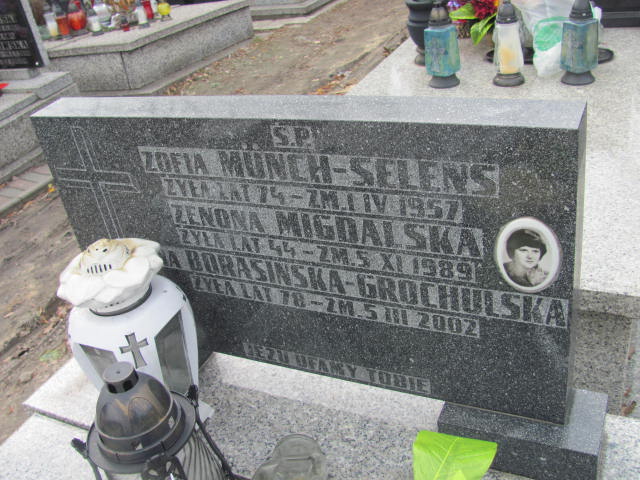 Ś.P.
ZOFIA MÜNCH-SELENS
ŻYŁA LAT 74 - ZM. 1 IV 1957
ZENONA MIGDALSKA
ŻYŁA LAT 44 - ZM. 5 XI 1989
BORASIŃSKA-GROCHULSKA
ŻYŁA LAT 78 - ZM. 5 III 2002
JEZU UFAMY TOBIE